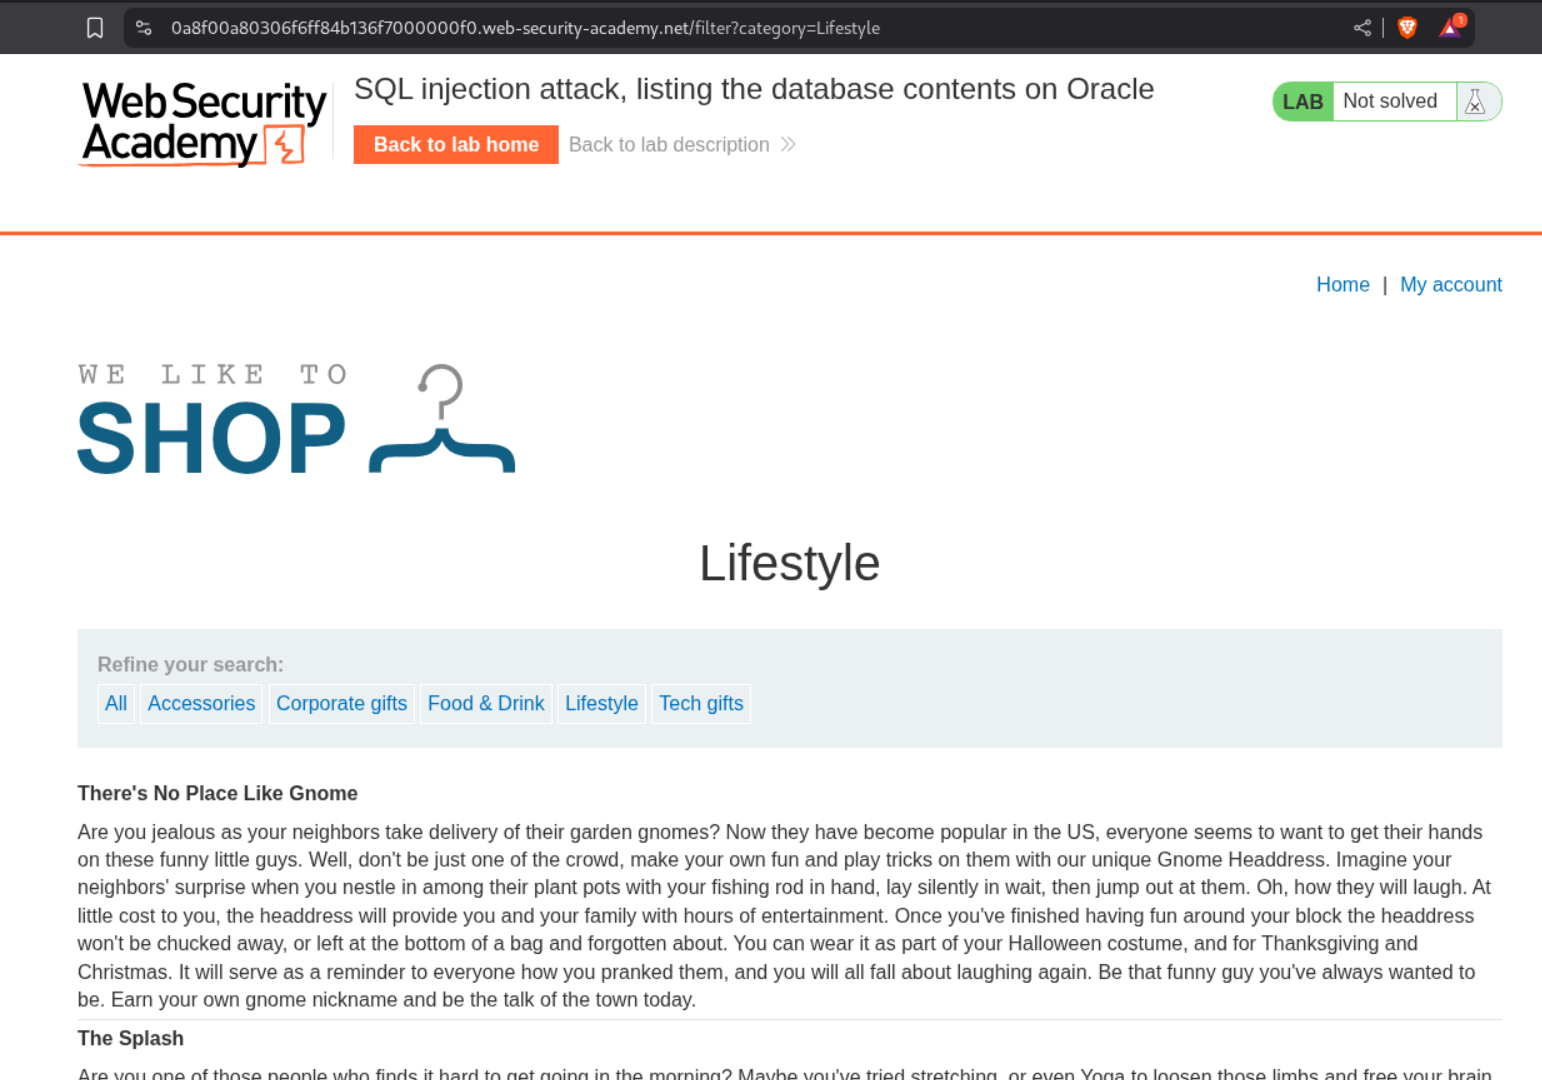 0a8f00a80306f6ff84b136f7000000f0.web-security-academy.net/filter?category=Lifestyle
1
Web Security
Academy
SQL injection attack, listing the database contents on Oracle
Back to lab home
Back to lab description
LAB
Not solved
Home | My account
WE LIKE TO
SHOP
Lifestyle
Refine your search:
All Accessories Corporate gifts Food & Drink Lifestyle Tech gifts
There's No Place Like Gnome
Are you jealous as your neighbors take delivery of their garden gnomes? Now they have become popular in the US, everyone seems to want to get their hands
on these funny little guys. Well, don't be just one of the crowd, make your own fun and play tricks on them with our unique Gnome Headdress. Imagine your
neighbors' surprise when you nestle in among their plant pots with your fishing rod in hand, lay silently in wait, then jump out at them. Oh, how they will laugh. At
little cost to you, the headdress will provide you and your family with hours of entertainment. Once you've finished having fun around your block the headdress
won't be chucked away, or left at the bottom of a bag and forgotten about. You can wear it as part of your Halloween costume, and for Thanksgiving and
Christmas. It will serve as a reminder to everyone how you pranked them, and you will all fall about laughing again. Be that funny guy you've always wanted to
be. Earn your own gnome nickname and be the talk of the town today.
The Splash
Are you one of those people who finds it hard to get going in the morning? Maybe you've tried stretching, or even Yoga to loosen those limbs and free your brain